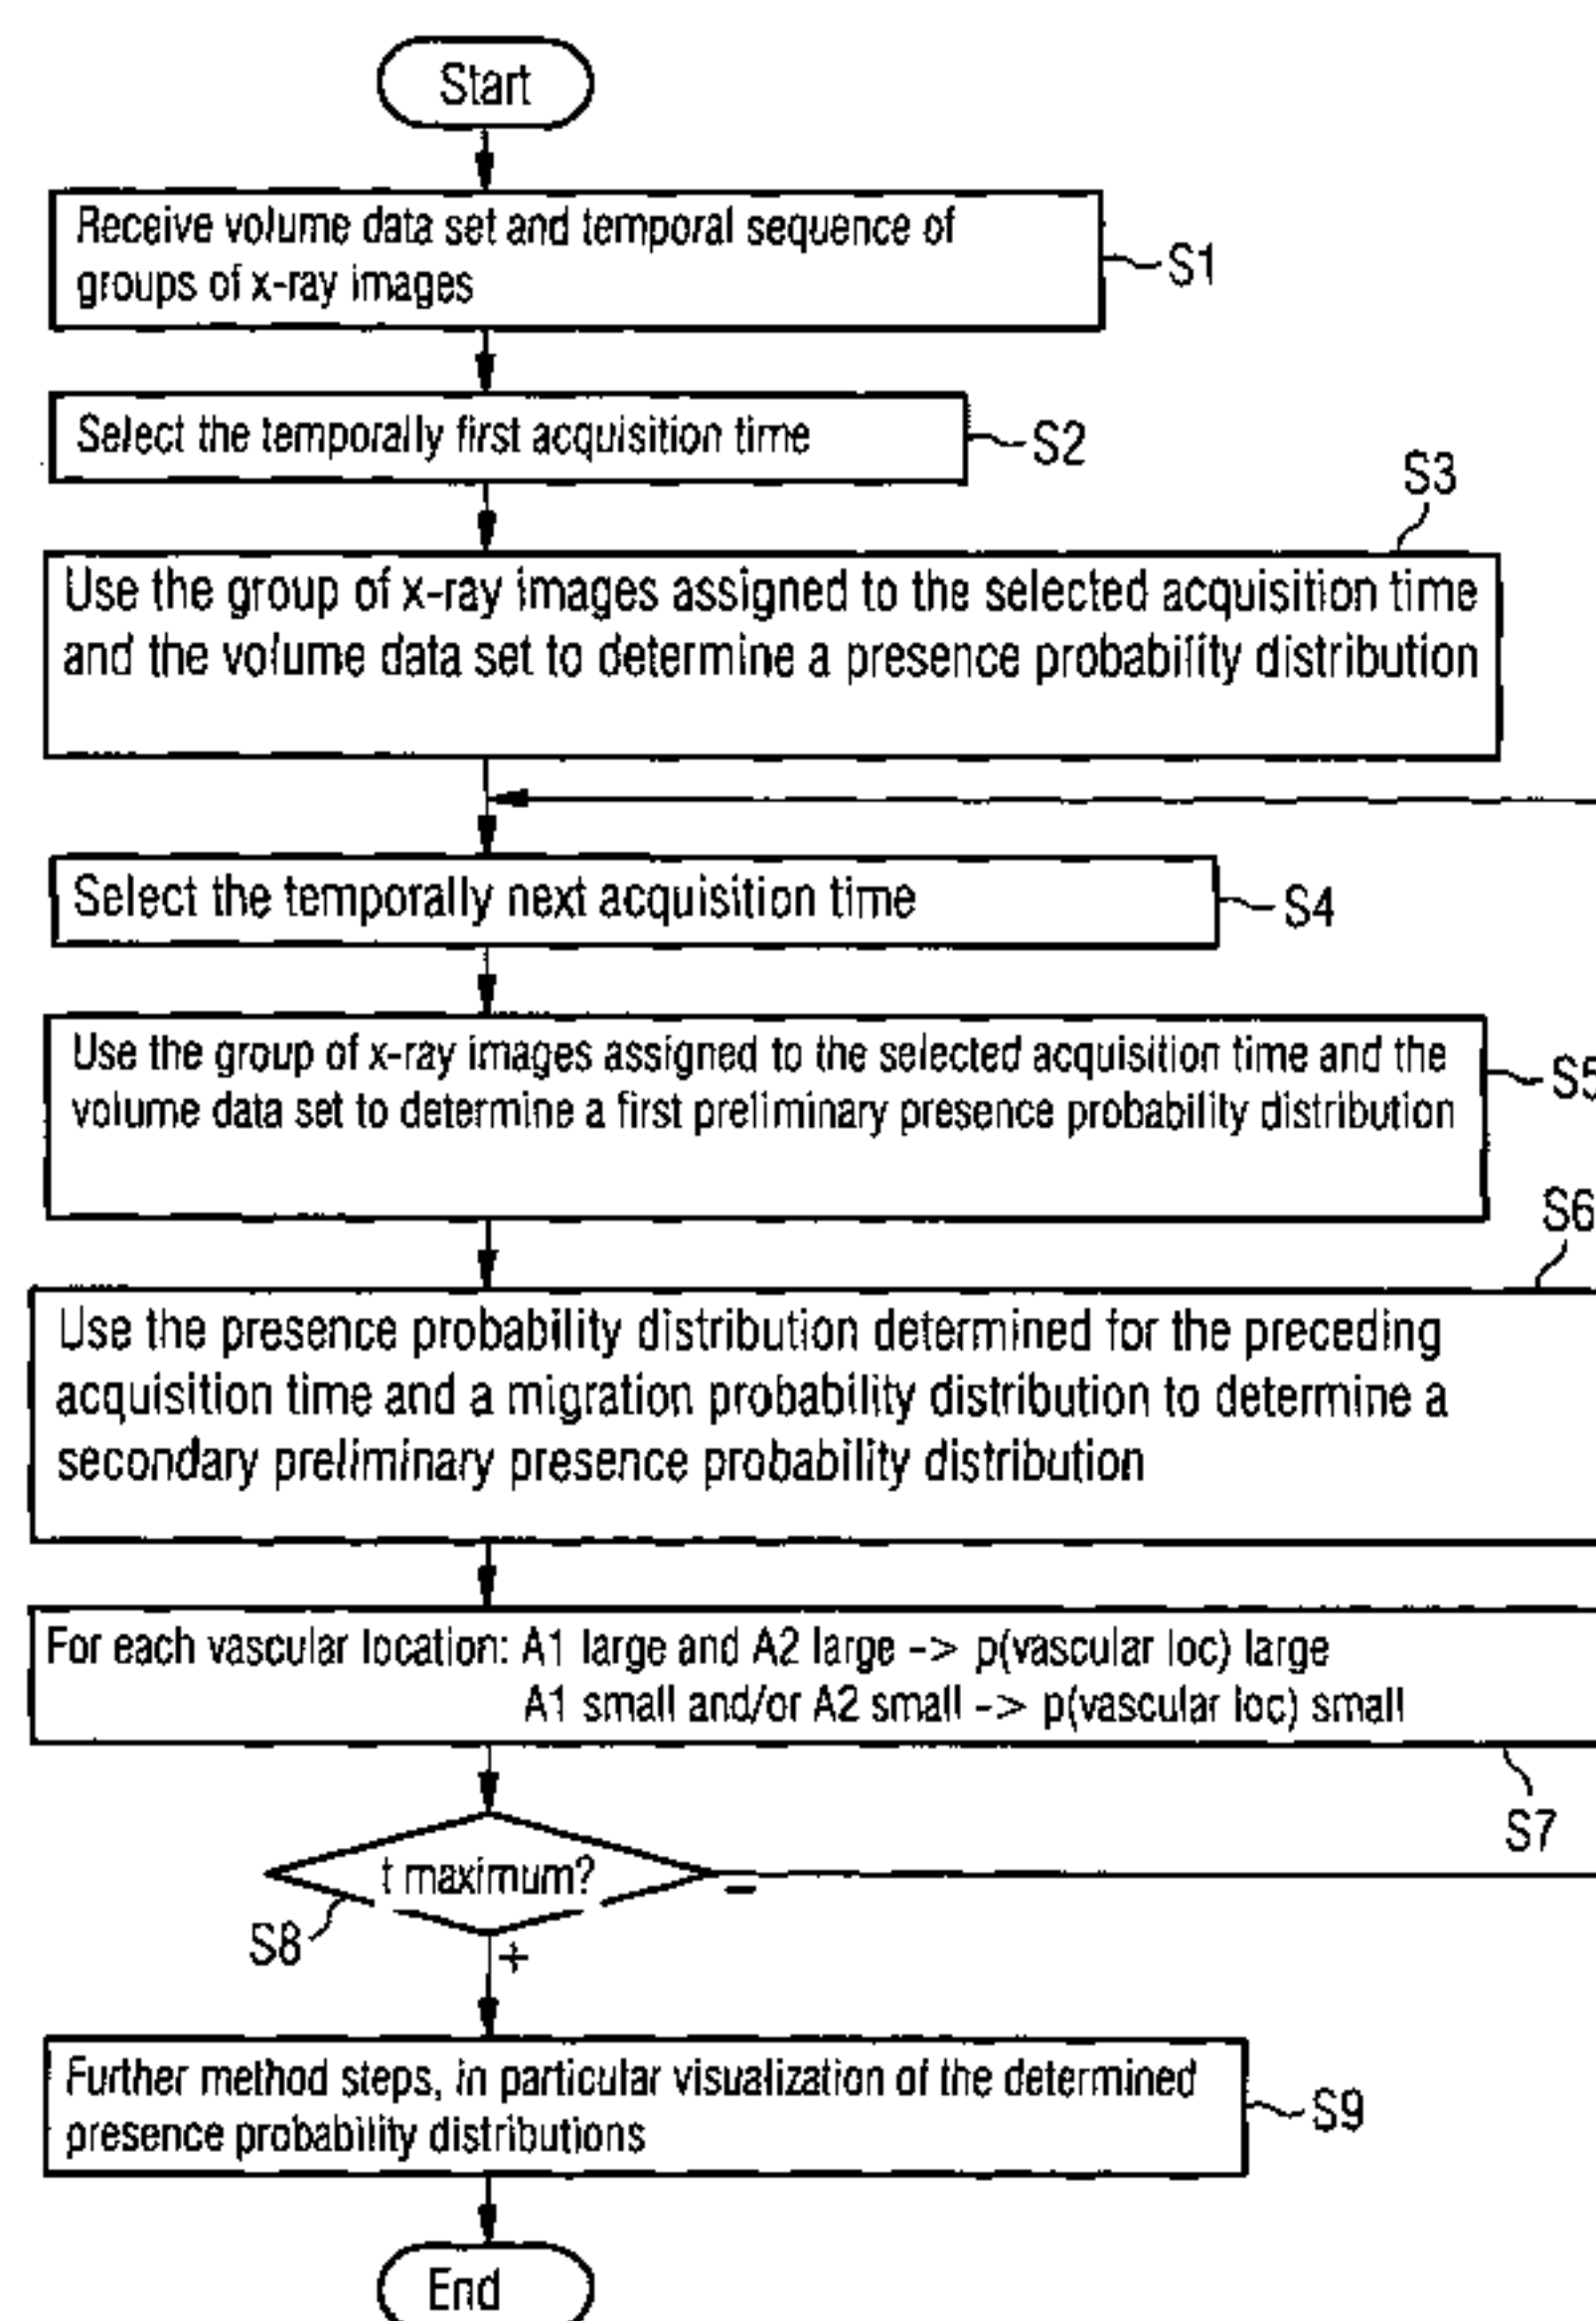 Start
Receive volume data set and temporal sequence of
groups of x-ray images
S1
Select the temporally first acquisition time
S2
S3
Use the group of x-ray images assigned to the selected acquisition time
and the volume data set to determine a presence probability distribution
Select the temporally next acquisition time
S4
Use the group of x-ray images assigned to the selected acquisition time and the
volume data set to determine a first preliminary presence probability distribution
S5
S6
Use the presence probability distribution determined for the preceding
acquisition time and a migration probability distribution to determine a
secondary preliminary presence probability distribution
For each vascular location: A1 large and A2 large -> p(vascular loc) large
A1 small and/or A2 small -> p(vascular loc) small
S7
t maximum?
−
S8
+
Further method steps, in particular visualization of the determined
presence probability distributions
S9
End